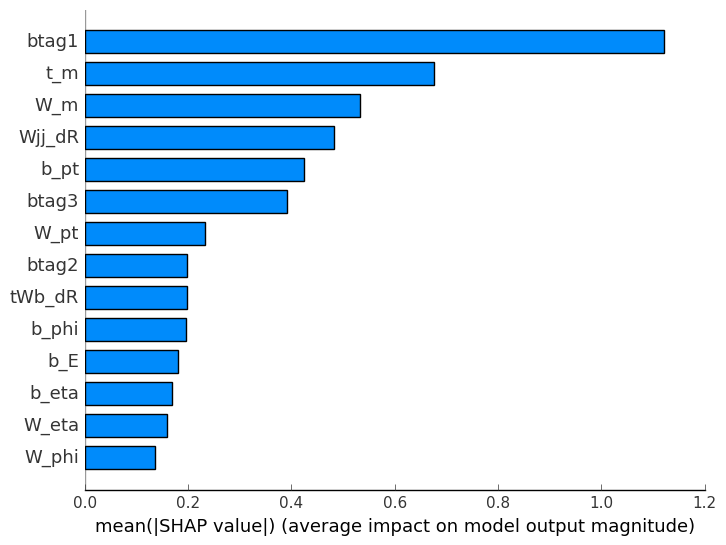 btag1
t_m
W_m
Wjj_dR
b_pt
btag3
W_pt
btag2
tWb_dR
b_phi
b_E
b_eta
W_eta
W_phi
0.0 0.2 0.4 0.6 0.8 1.0 1.2
mean(|SHAP value|) (average impact on model output magnitude)